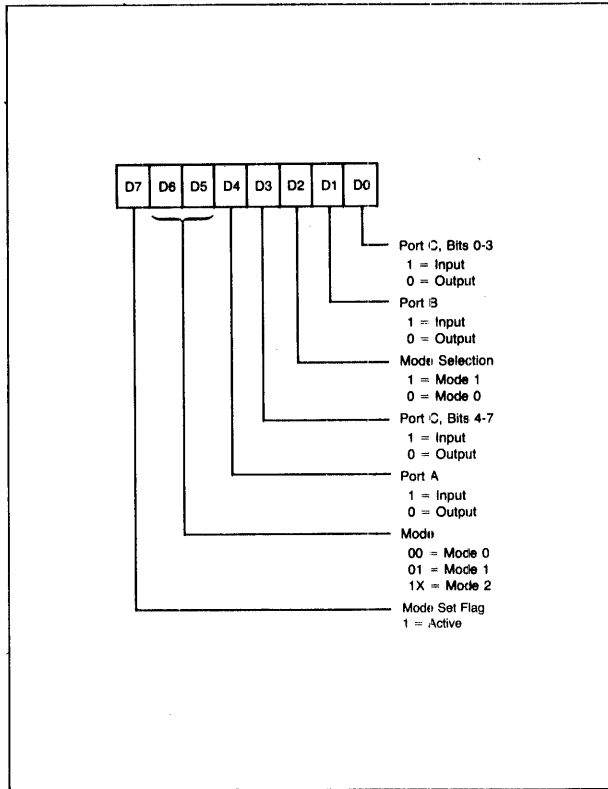 D7 D6 D5 D4 D3 D2 D1 D0
Port C, Bits 0-3
1 = Input
0 = Output
Port B
1 = Input
0 = Output
Mode Selection
1 = Mode 1
0 = Mode 0
Port C, Bits 4-7
1 = Input
0 = Output
Port A
1 = Input
0 = Output
Mode
00 = Mode 0
01 = Mode 1
1X = Mode 2
Mode Set Flag
1 = Active